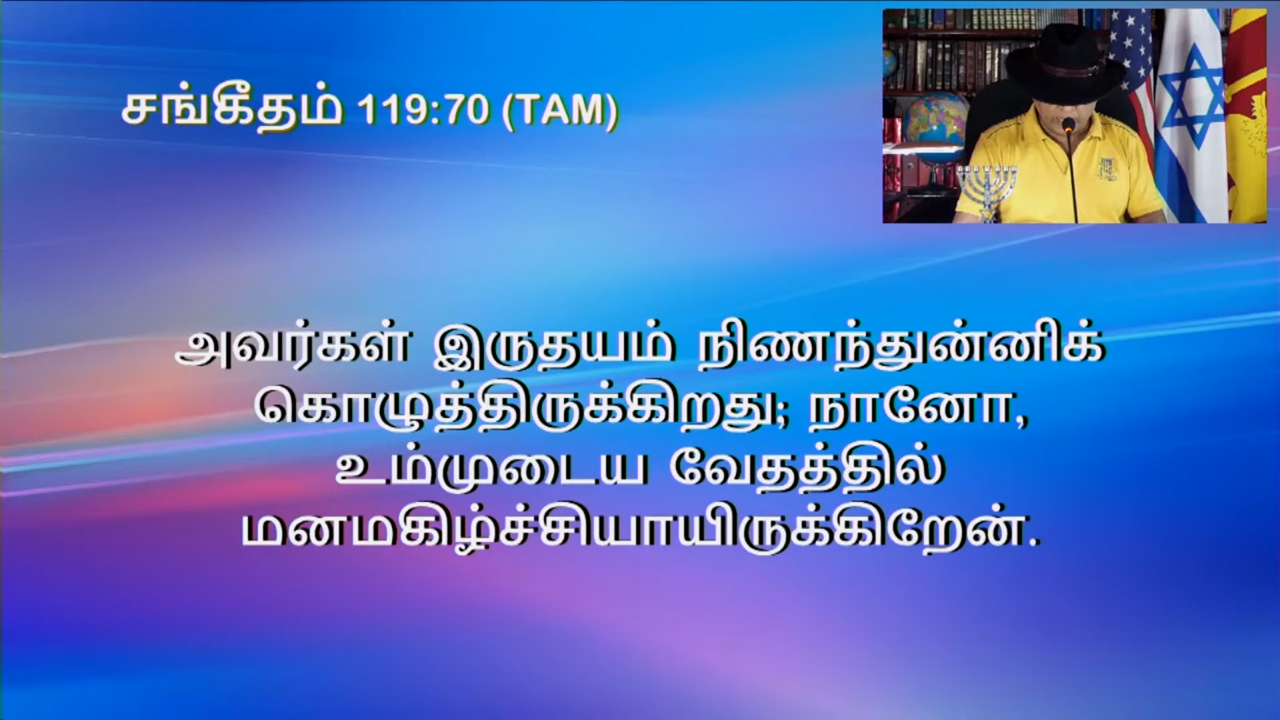 சங்கீதம் 119:70 (TAM)
அவர்கள் இருதயம் நிணந்துன்னிக்
கொழுத்திருக்கிறது; நானோ,
உம்முடைய வேதத்தில்
மனமகிழ்ச்சியாயிருக்கிறேன்.